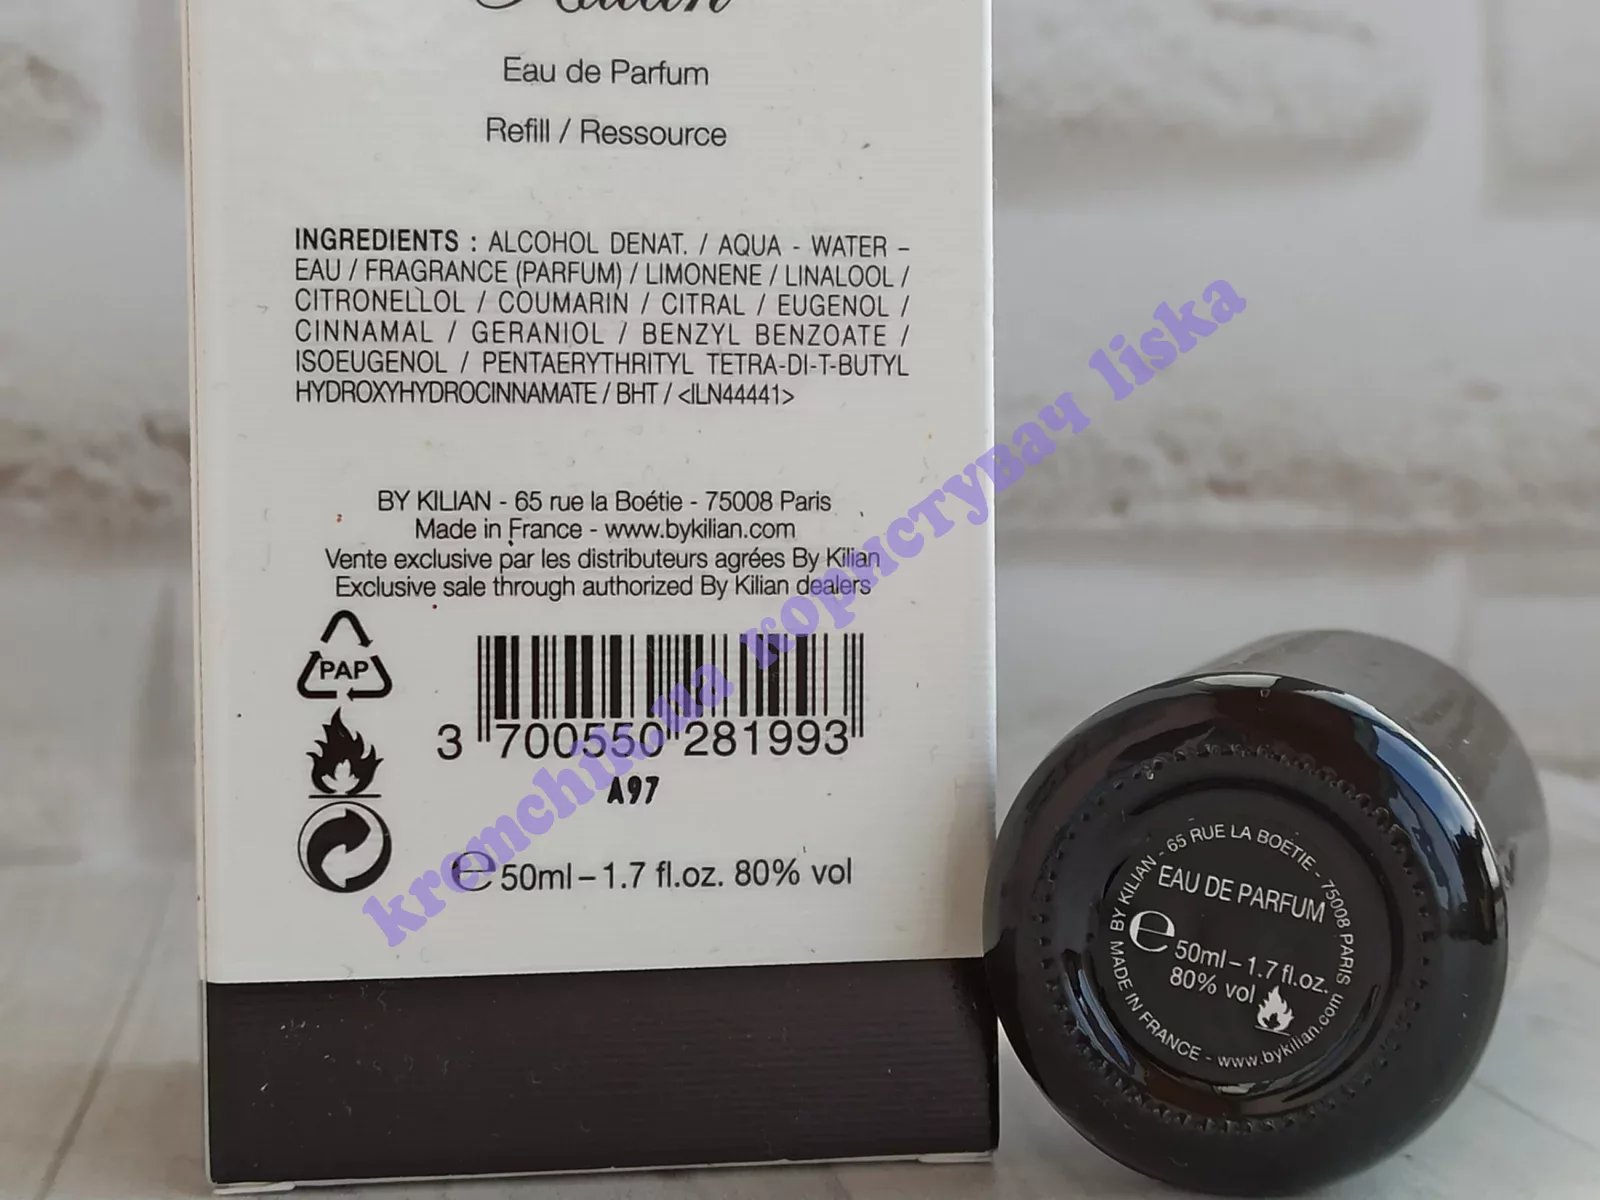 Kilian
Eau de Parfum
Refill / Ressource
INGREDIENTS : ALCOHOL DENAT. / AQUA - WATER –
EAU / FRAGRANCE (PARFUM) / LIMONENE / LINALOOL /
CITRONELLOL / COUMARIN / CITRAL / EUGENOL /
CINNAMAL / GERANIOL / BENZYL BENZOATE /
ISOEUGENOL / PENTAERYTHRITYL TETRA-DI-T-BUTYL
HYDROXYHYDROCINNAMATE / BHT / <ILN44441>
BY KILIAN - 65 rue la Boétie - 75008 Paris
Made in France - www.bykilian.com
Vente exclusive par les distributeurs agrées By Kilian
Exclusive sale through authorized By Kilian dealers
PAP
3 700550 281993
A97
℮ 50ml – 1.7 fl.oz. 80% vol
kremchik.ua користувач liska
BY KILIAN - 65 RUE LA BOÉTIE - 75008 PARIS
EAU DE PARFUM
℮ 50ml – 1.7 fl.oz.
80% vol
MADE IN FRANCE - www.bykilian.com